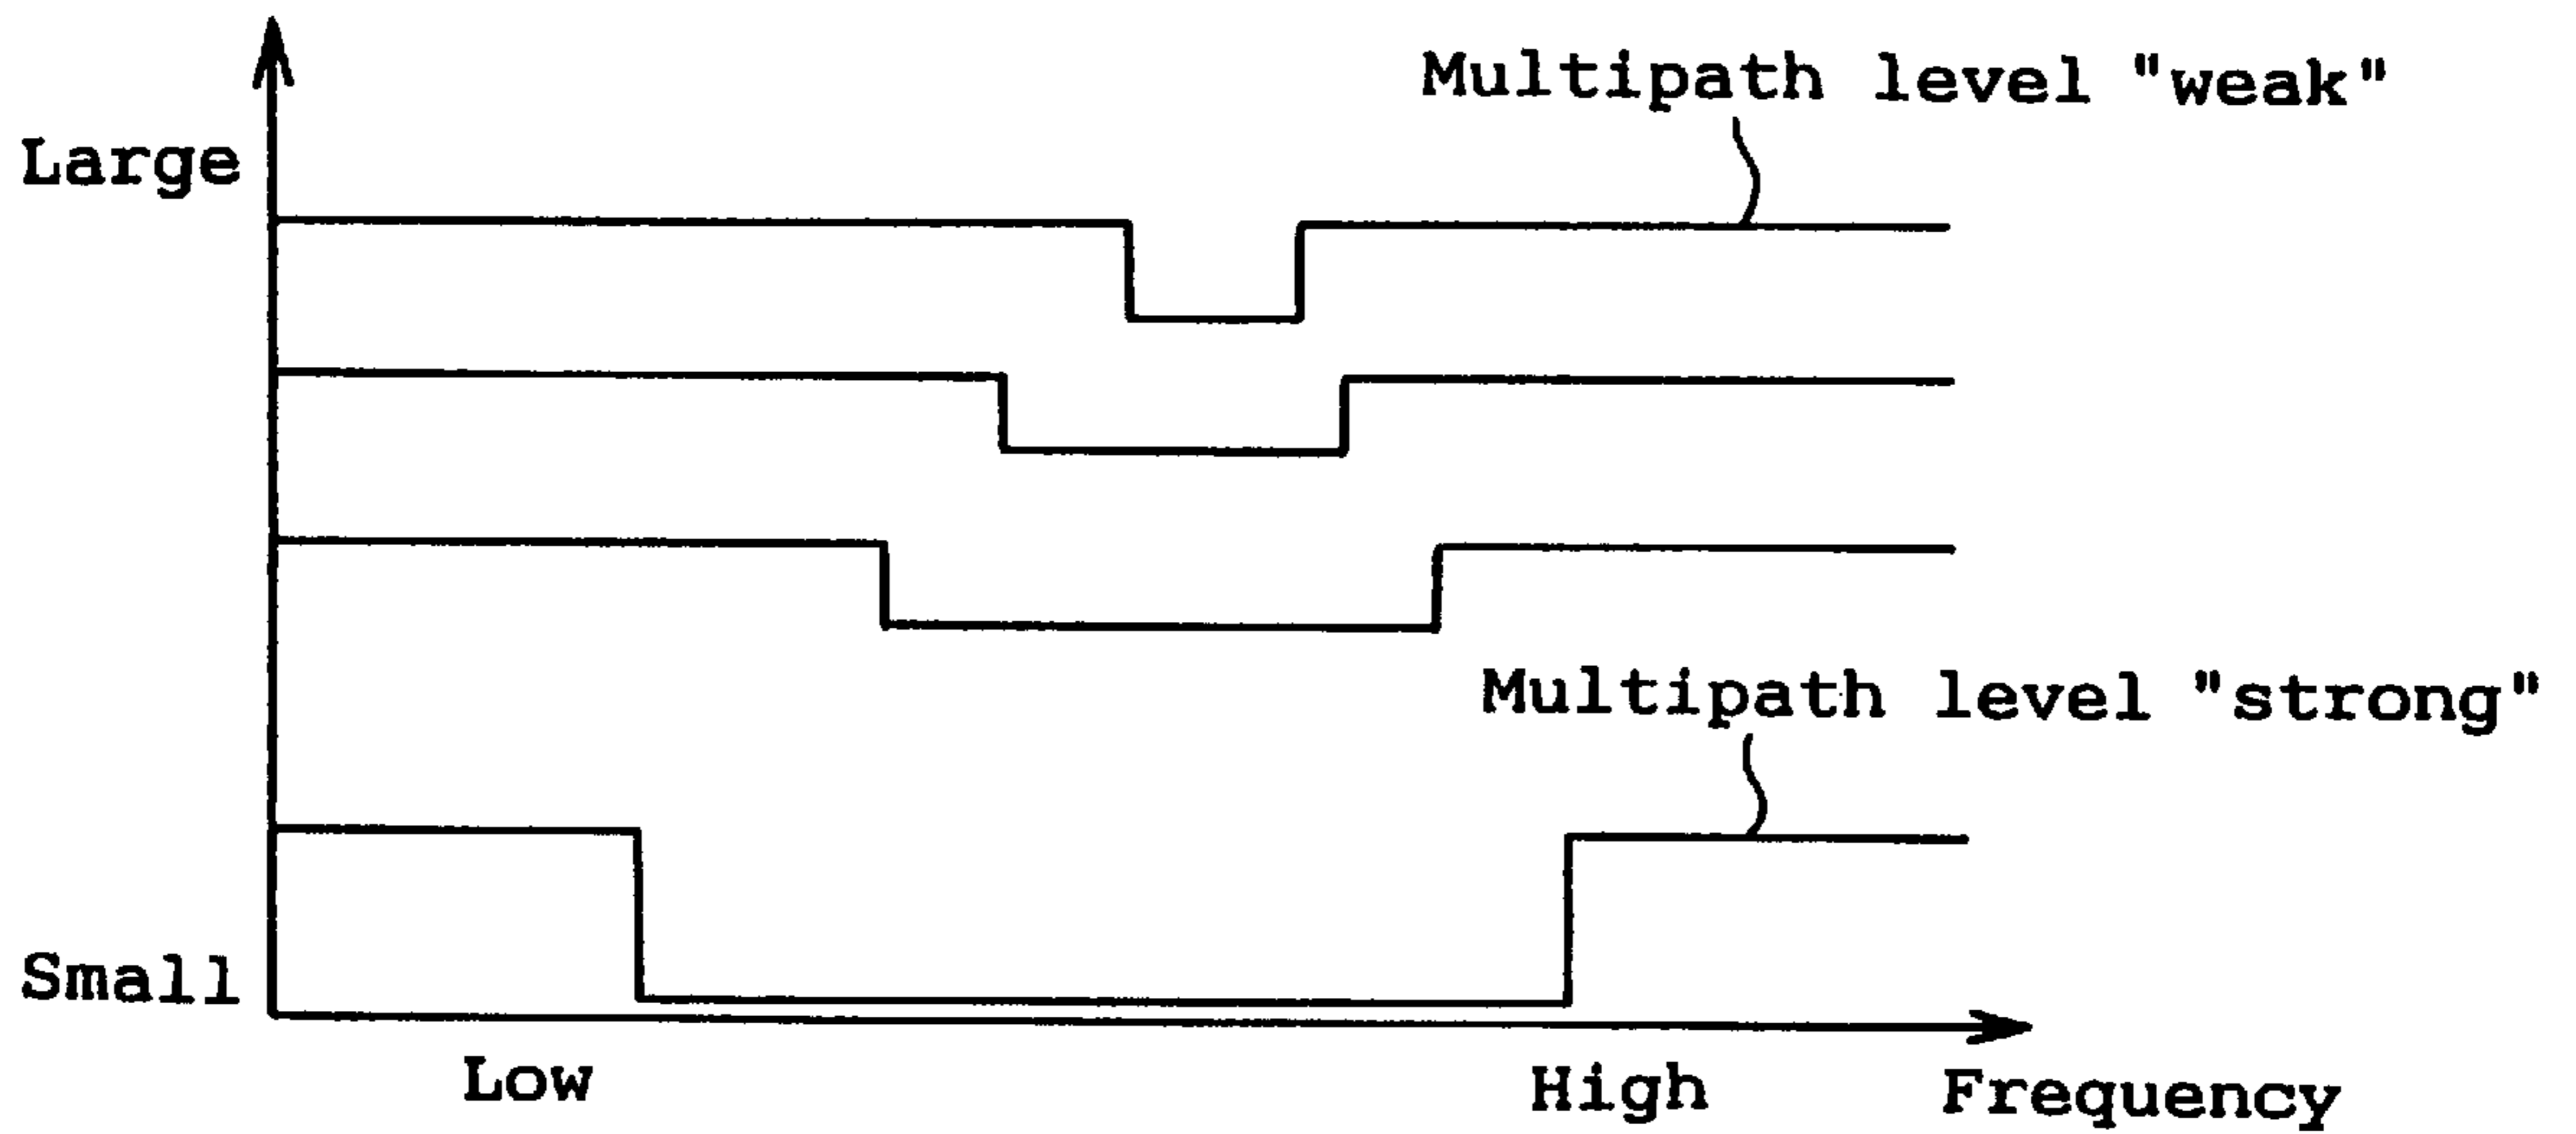 Multipath level "weak"
Large
Multipath level "strong"
Small
Low
High
Frequency